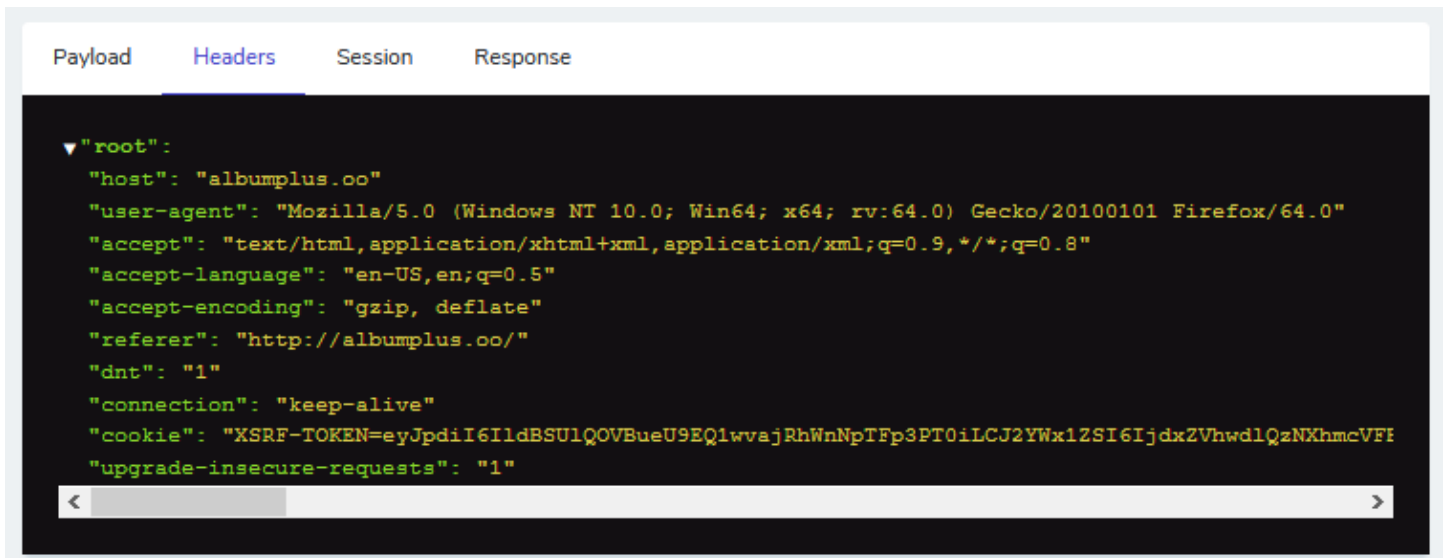 Payload Headers Session Response
▼"root":
"host": "albumplus.oo"
"user-agent": "Mozilla/5.0 (Windows NT 10.0; Win64; x64; rv:64.0) Gecko/20100101 Firefox/64.0"
"accept": "text/html,application/xhtml+xml,application/xml;q=0.9,*/*;q=0.8"
"accept-language": "en-US,en;q=0.5"
"accept-encoding": "gzip, deflate"
"referer": "http://albumplus.oo/"
"dnt": "1"
"connection": "keep-alive"
"cookie": "XSRF-TOKEN=eyJpdiI6IldBSUlQOVBueU9EQ1wvajRhWnNpTFp3PT0iLCJ2YWx1ZSI6IjdxZVhwdlQzNXhmcVFE
"upgrade-insecure-requests": "1"